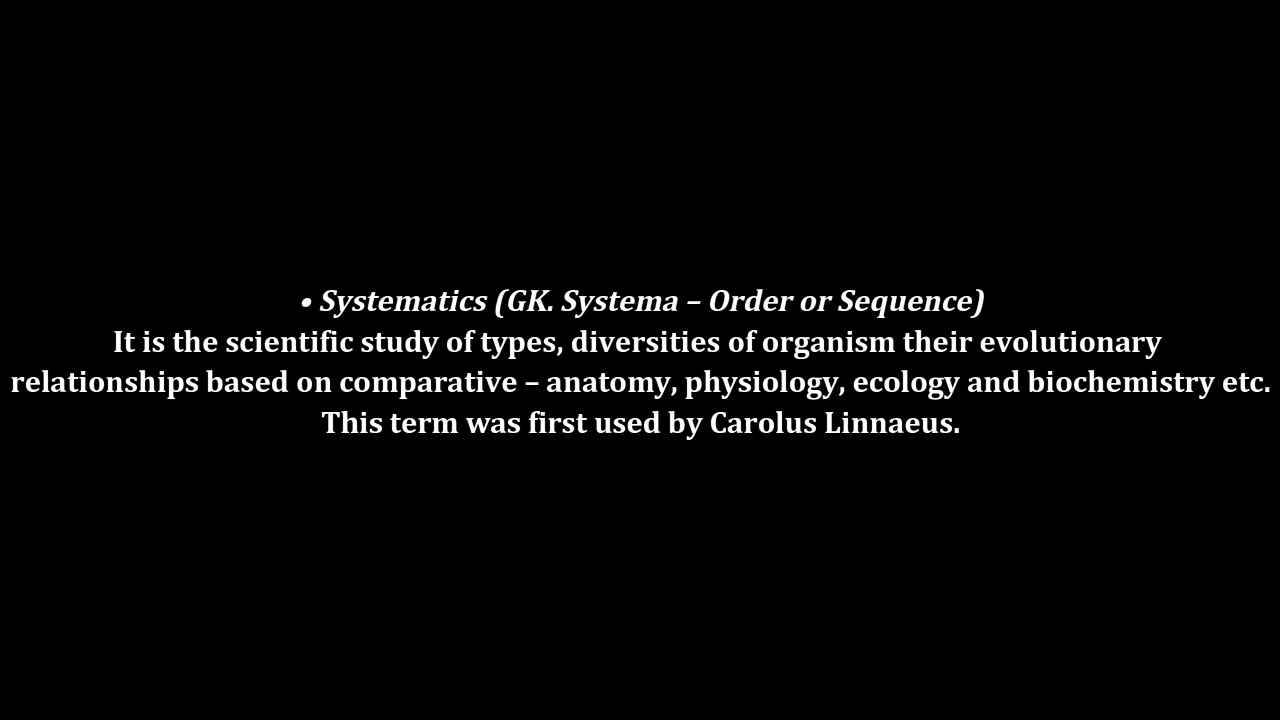 • Systematics (GK. Systema – Order or Sequence)
It is the scientific study of types, diversities of organism their evolutionary
relationships based on comparative – anatomy, physiology, ecology and biochemistry etc.
This term was first used by Carolus Linnaeus.